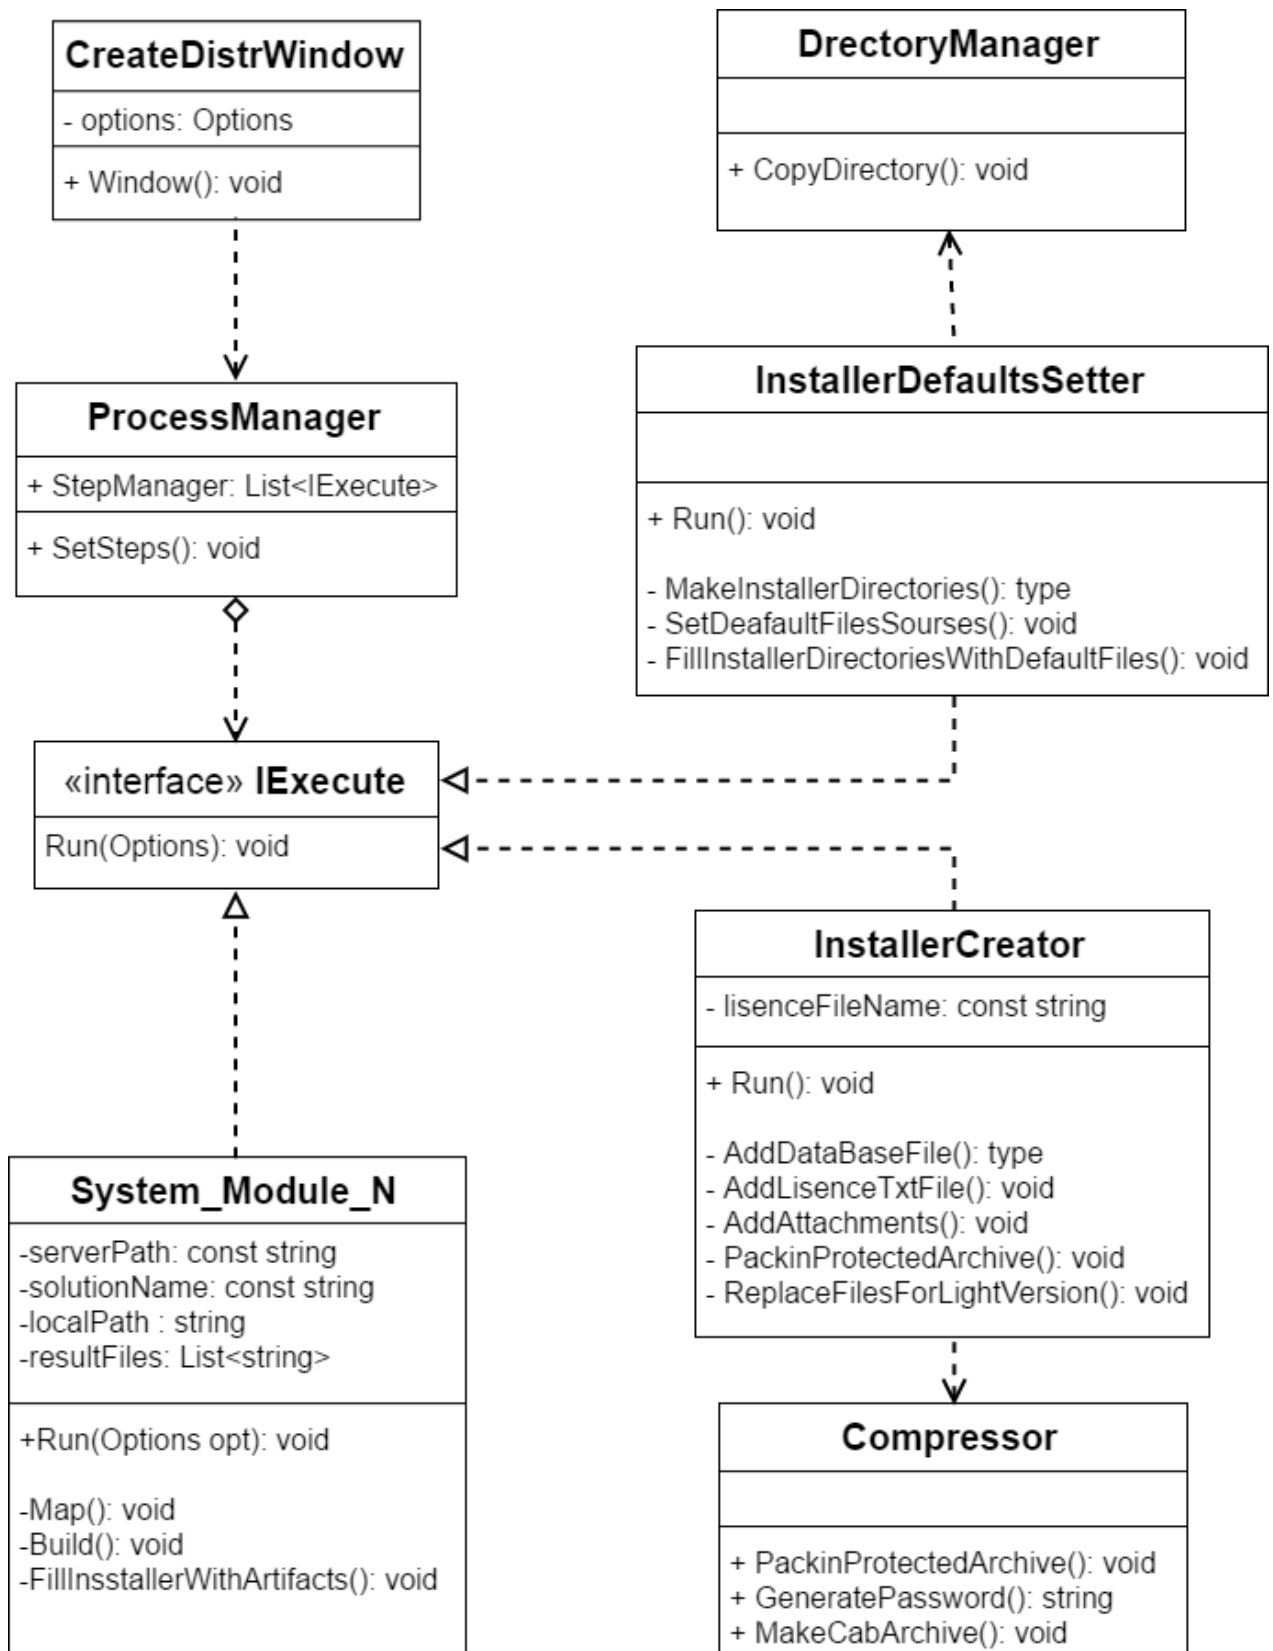 CreateDistrWindow
- options: Options
+ Window(): void
DrectoryManager
+ CopyDirectory(): void
ProcessManager
+ StepManager: List<IExecute>
+ SetSteps(): void
InstallerDefaultsSetter
+ Run(): void
- MakeInstallerDirectories(): type
- SetDeafaultFilesSourses(): void
- FillInstallerDirectoriesWithDefaultFiles(): void
«interface» IExecute
Run(Options): void
InstallerCreator
- lisenceFileName: const string
+ Run(): void
- AddDataBaseFile(): type
- AddLisenceTxtFile(): void
- AddAttachments(): void
- PackinProtectedArchive(): void
- ReplaceFilesForLightVersion(): void
System_Module_N
-serverPath: const string
-solutionName: const string
-localPath : string
-resultFiles: List<string>
+Run(Options opt): void
-Map(): void
-Build(): void
-FillInsstallerWithArtifacts(): void
Compressor
+ PackinProtectedArchive(): void
+ GeneratePassword(): string
+ MakeCabArchive(): void